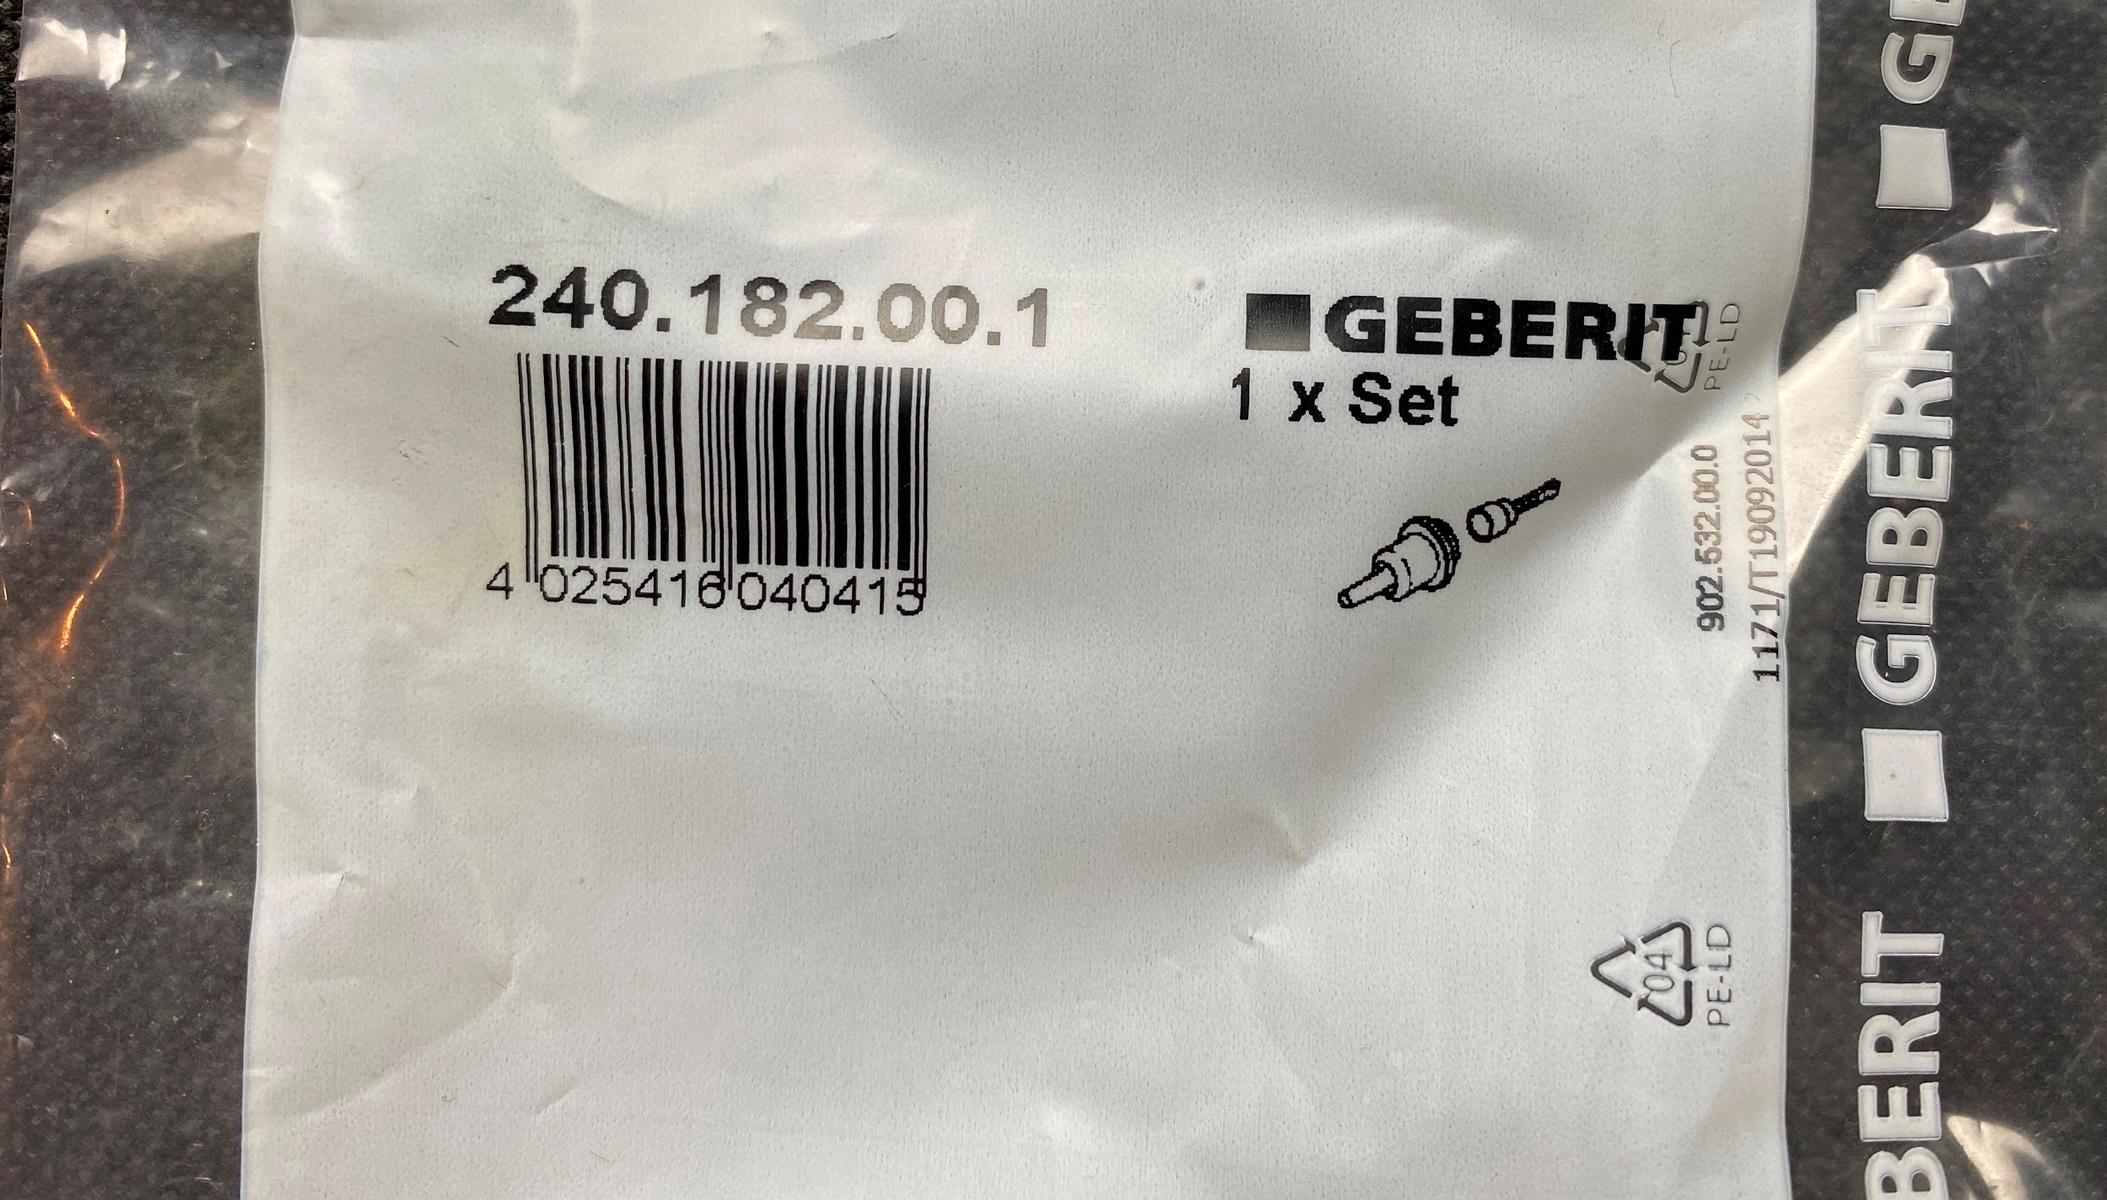 240.182.00.1
4 025416 040415
GEBERIT
1 x Set
04
PE-LD
902.532.00.0
1171/T19092014
04
PE-LD
GE
GEBERIT
BERIT